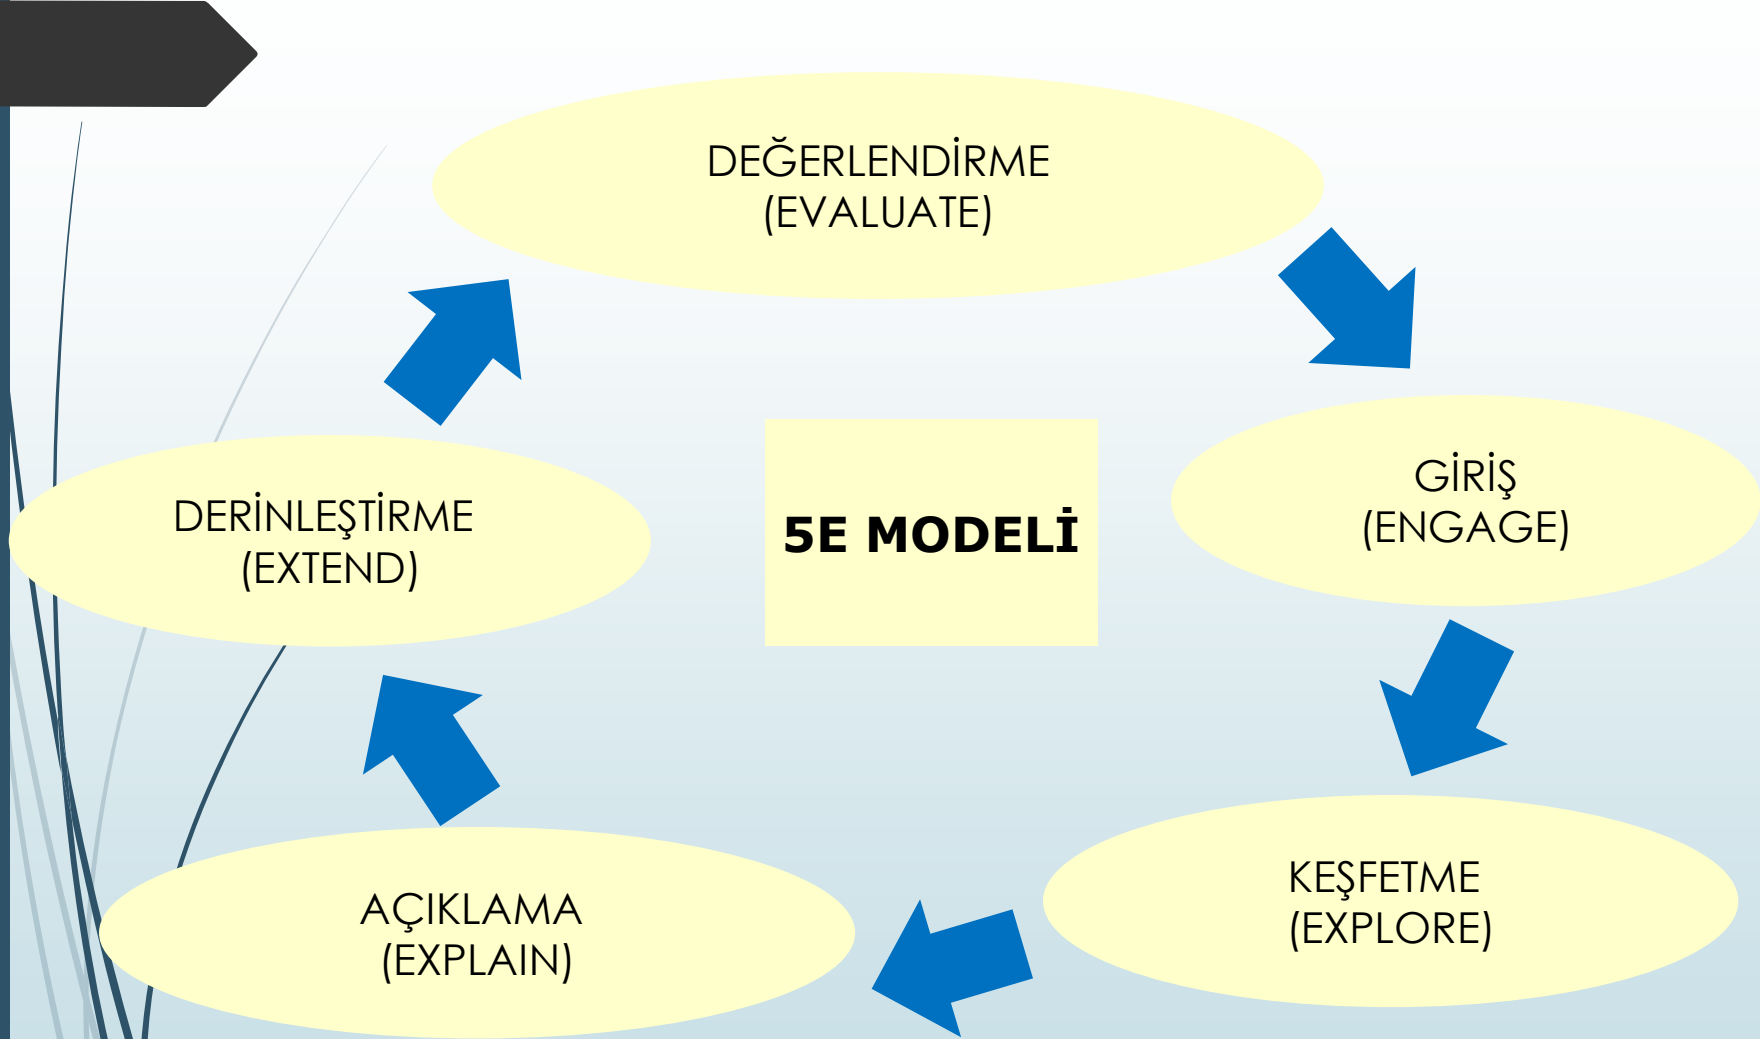 DEĞERLENDİRME
(EVALUATE)
GİRİŞ
(ENGAGE)
5E MODELİ
DERİNLEŞTİRME
(EXTEND)
KEŞFETME
(EXPLORE)
AÇIKLAMA
(EXPLAIN)